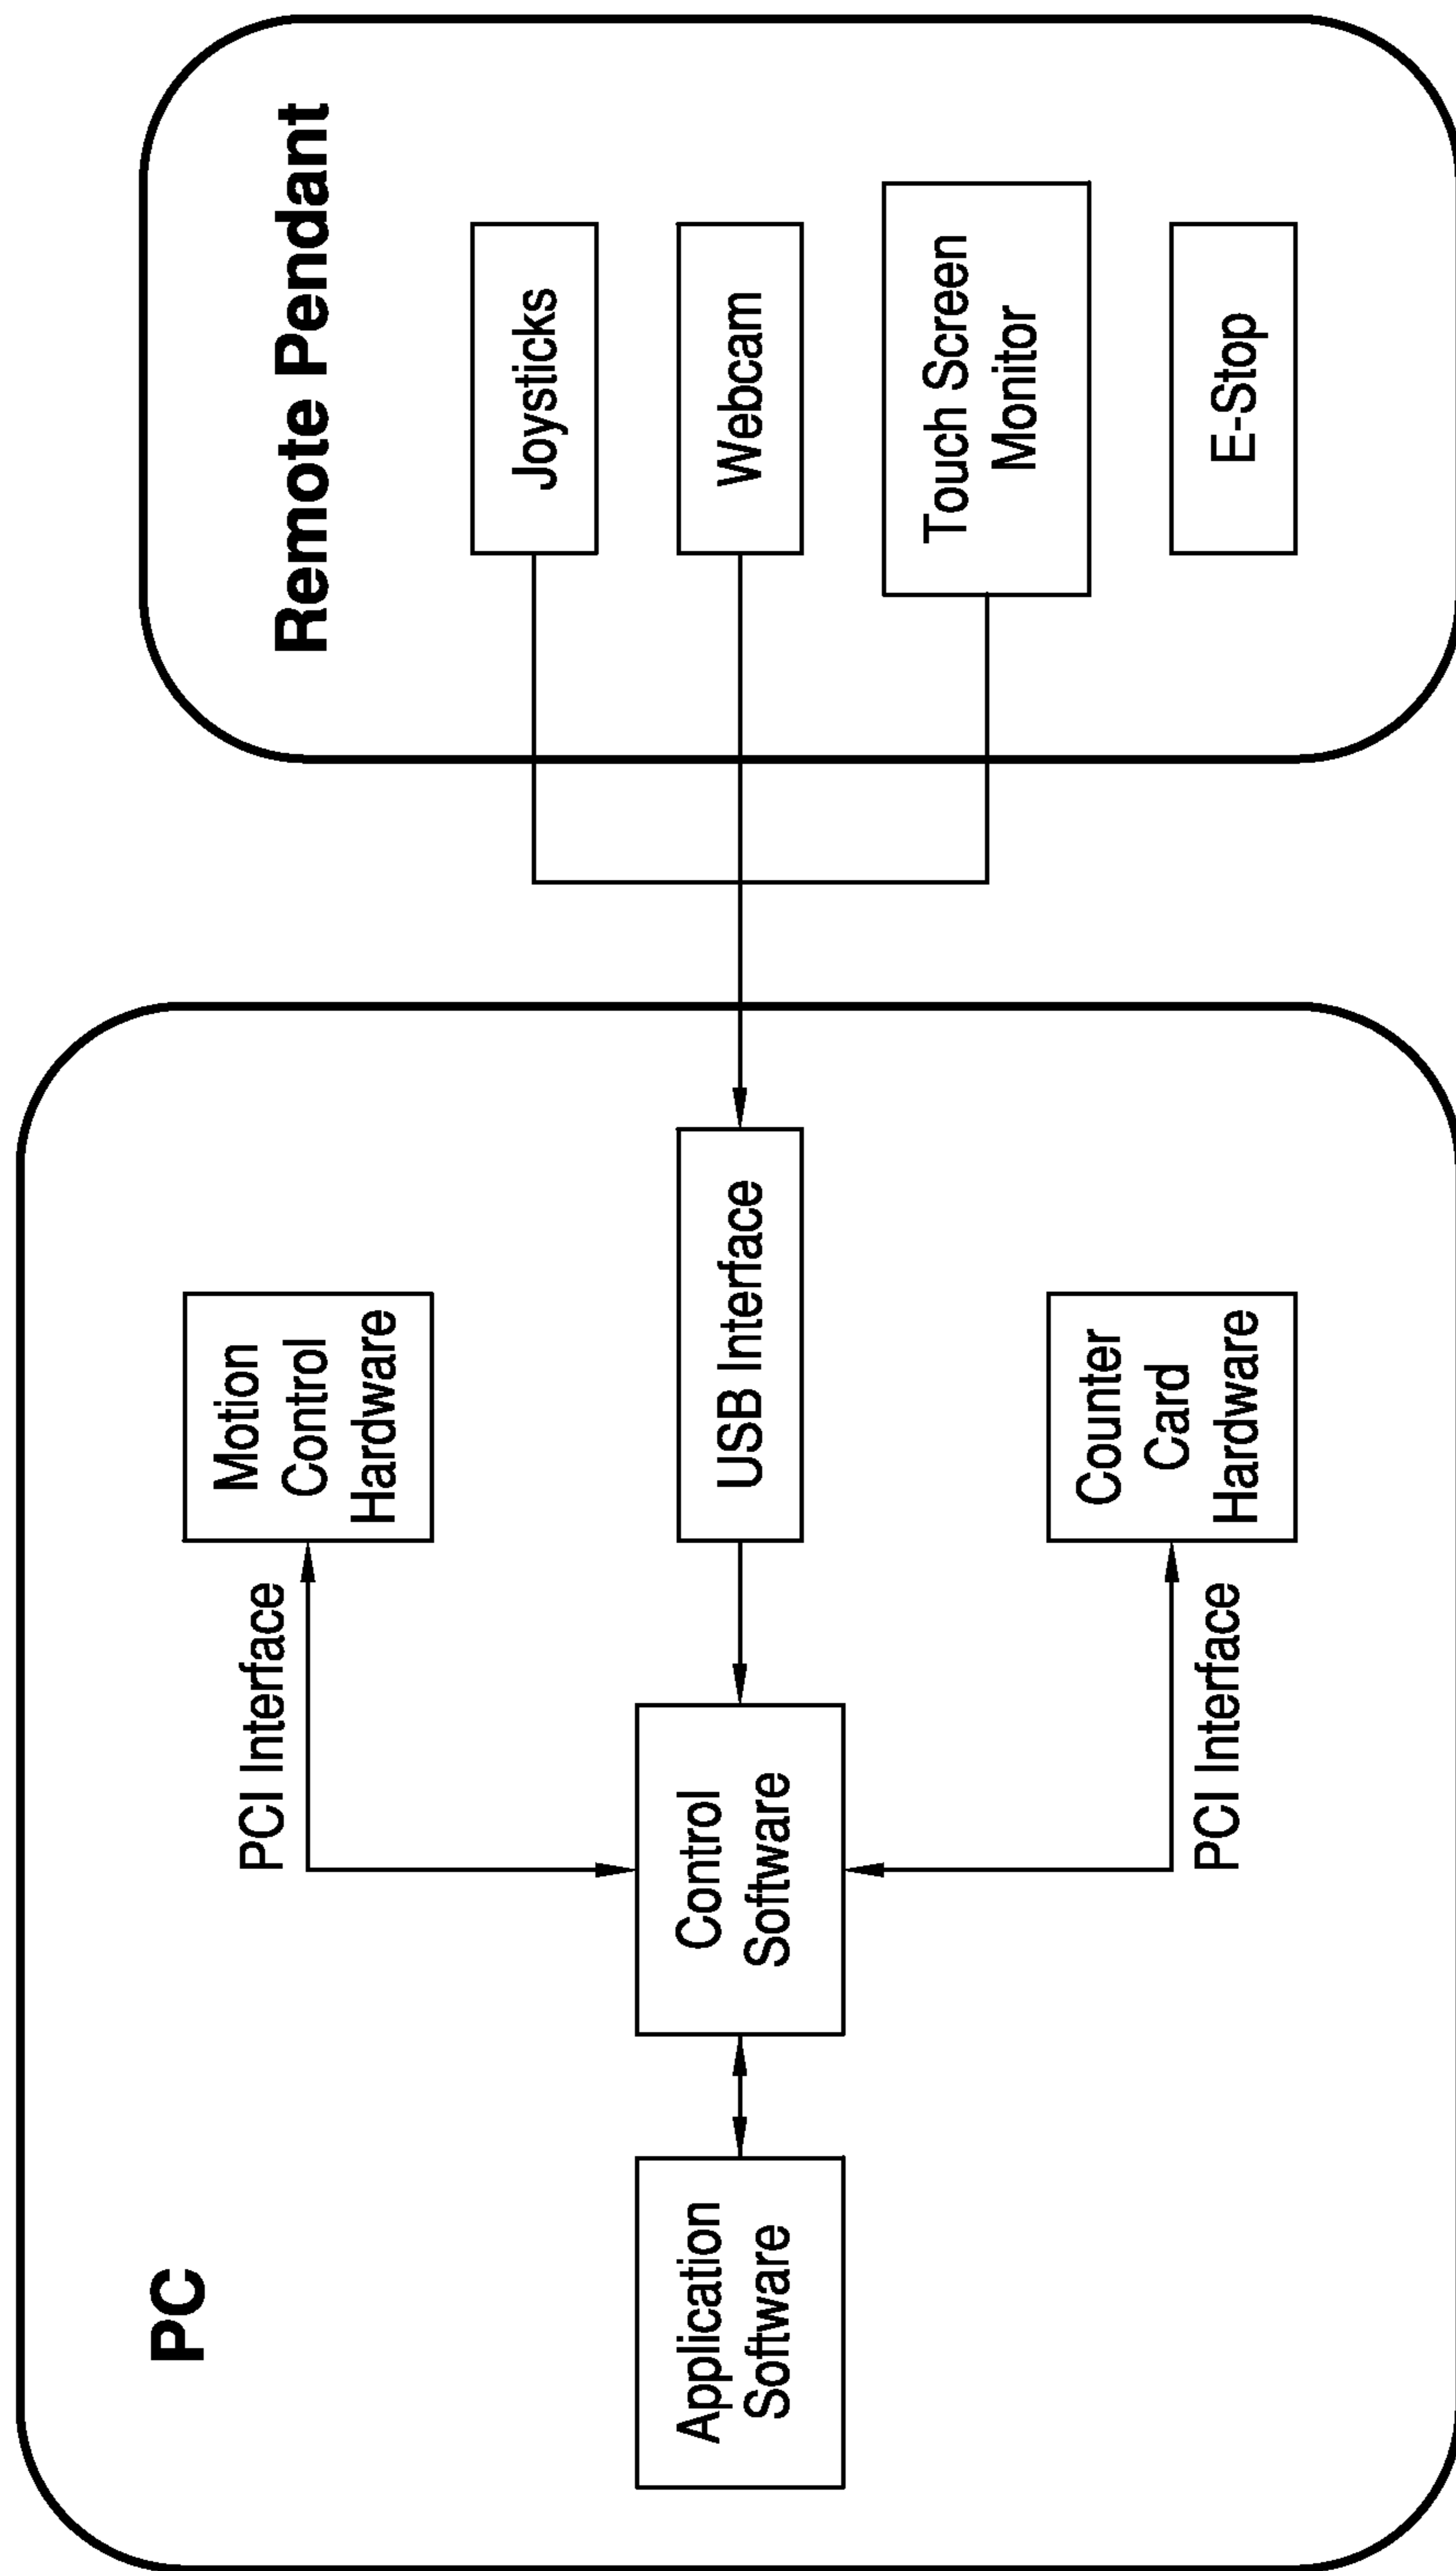 PC
PCI Interface
Motion
Control
Hardware
Application
Software
Control
Software
USB Interface
PCI Interface
Counter
Card
Hardware
Remote Pendant
Joysticks
Webcam
Touch Screen
Monitor
E-Stop